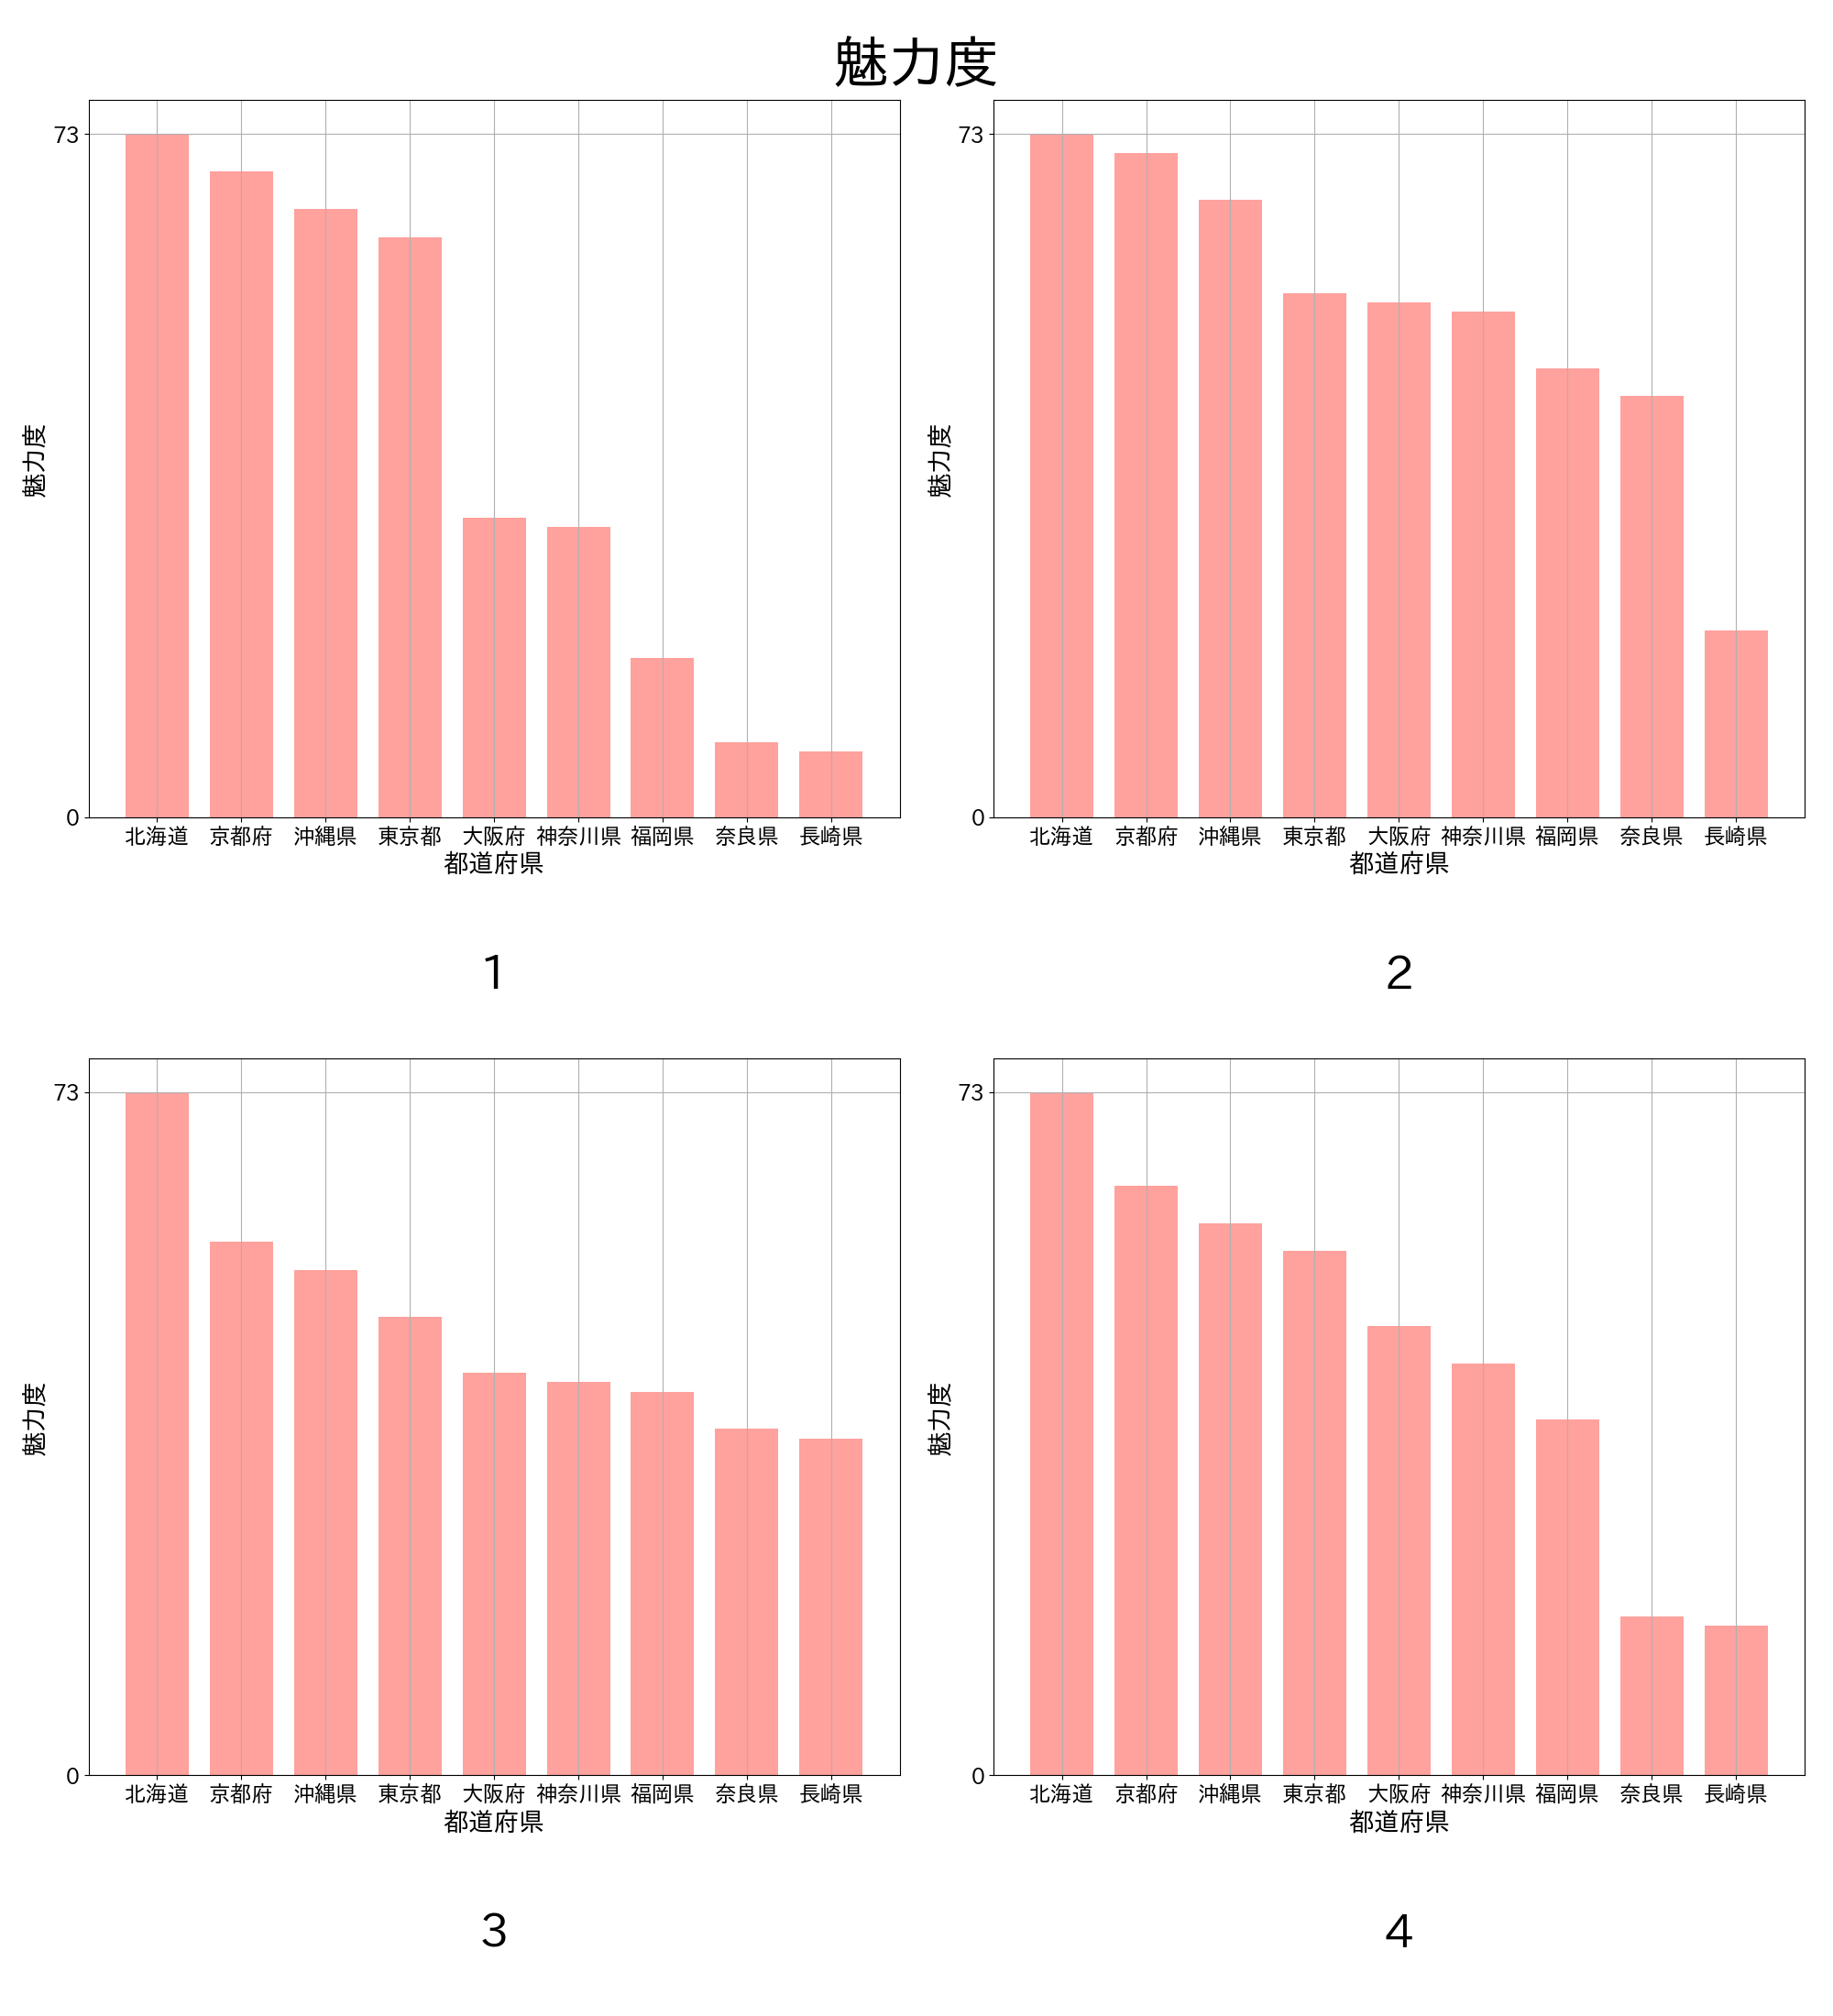 魅力度
73
魅力度
0
北海道 京都府 沖縄県 東京都 大阪府 神奈川県 福岡県 奈良県 長崎県
都道府県
1
73
魅力度
0
北海道 京都府 沖縄県 東京都 大阪府 神奈川県 福岡県 奈良県 長崎県
都道府県
2
73
魅力度
0
北海道 京都府 沖縄県 東京都 大阪府 神奈川県 福岡県 奈良県 長崎県
都道府県
3
73
魅力度
0
北海道 京都府 沖縄県 東京都 大阪府 神奈川県 福岡県 奈良県 長崎県
都道府県
4